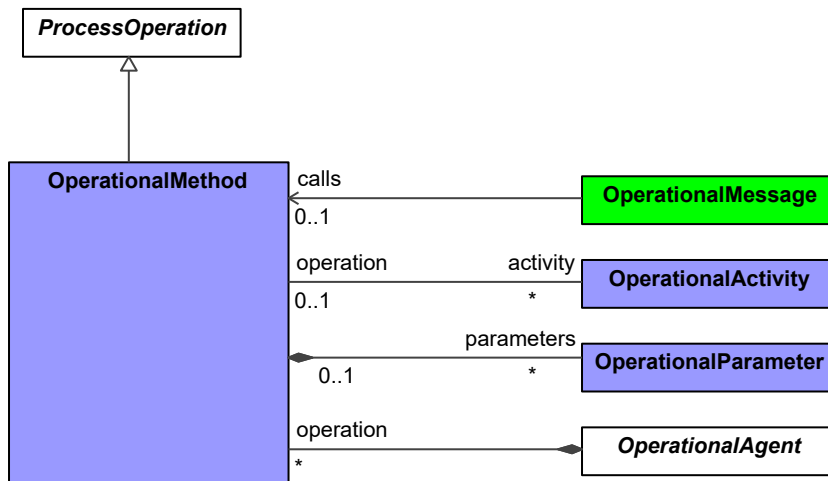 ProcessOperation
OperationalMethod
calls
0..1
OperationalMessage
operation
0..1
activity
*
OperationalActivity
parameters
0..1
*
OperationalParameter
operation
*
OperationalAgent